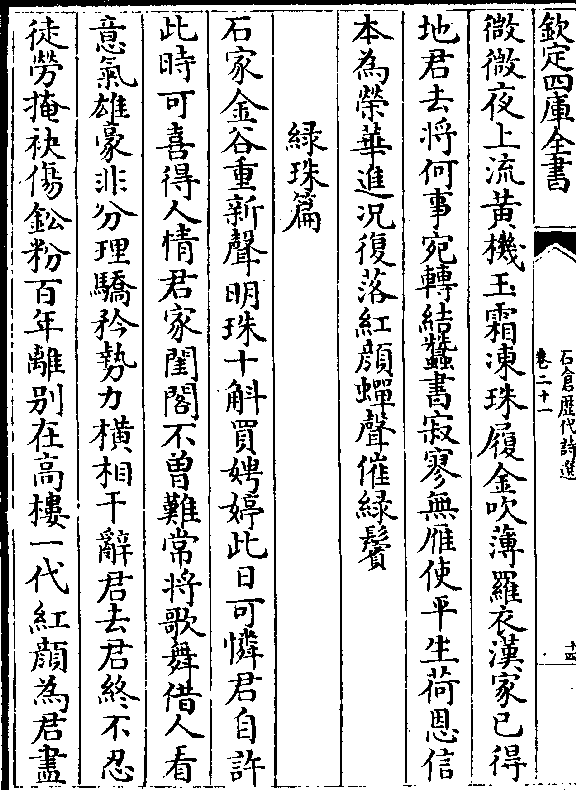 欽定四庫全書
石倉歷代詩選
卷二十一
十四
微微夜上流黃機玉霜凍珠履金吹薄羅衣漢家已得
地君去將何事宛轉結蠶書寂寥無雁使平生荷恩信
本為榮華進况復落紅顔蟬聲催緑鬢
緑珠篇
石家金谷重新聲明珠十斛買娉婷此日可憐君自許
此時可喜得人情君家閨閣不曾難常將歌舞借人看
意氣雄豪非分理驕矜勢力横相干辭君去君終不忍
徒勞掩袂傷鈆粉百年離别在高樓一代紅顔為君盡